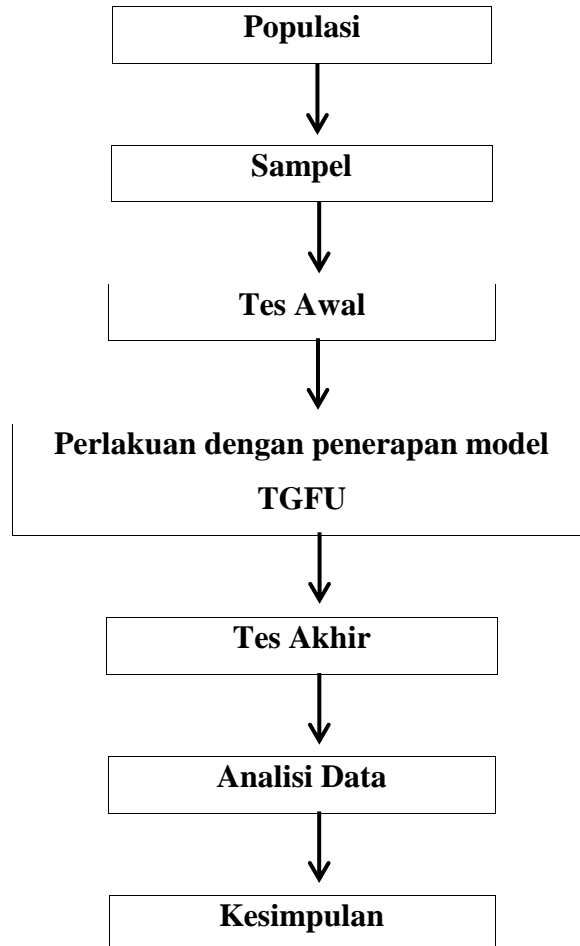 Populasi
Sampel
Tes Awal
Perlakuan dengan penerapan model
TGFU
Tes Akhir
Analisi Data
Kesimpulan